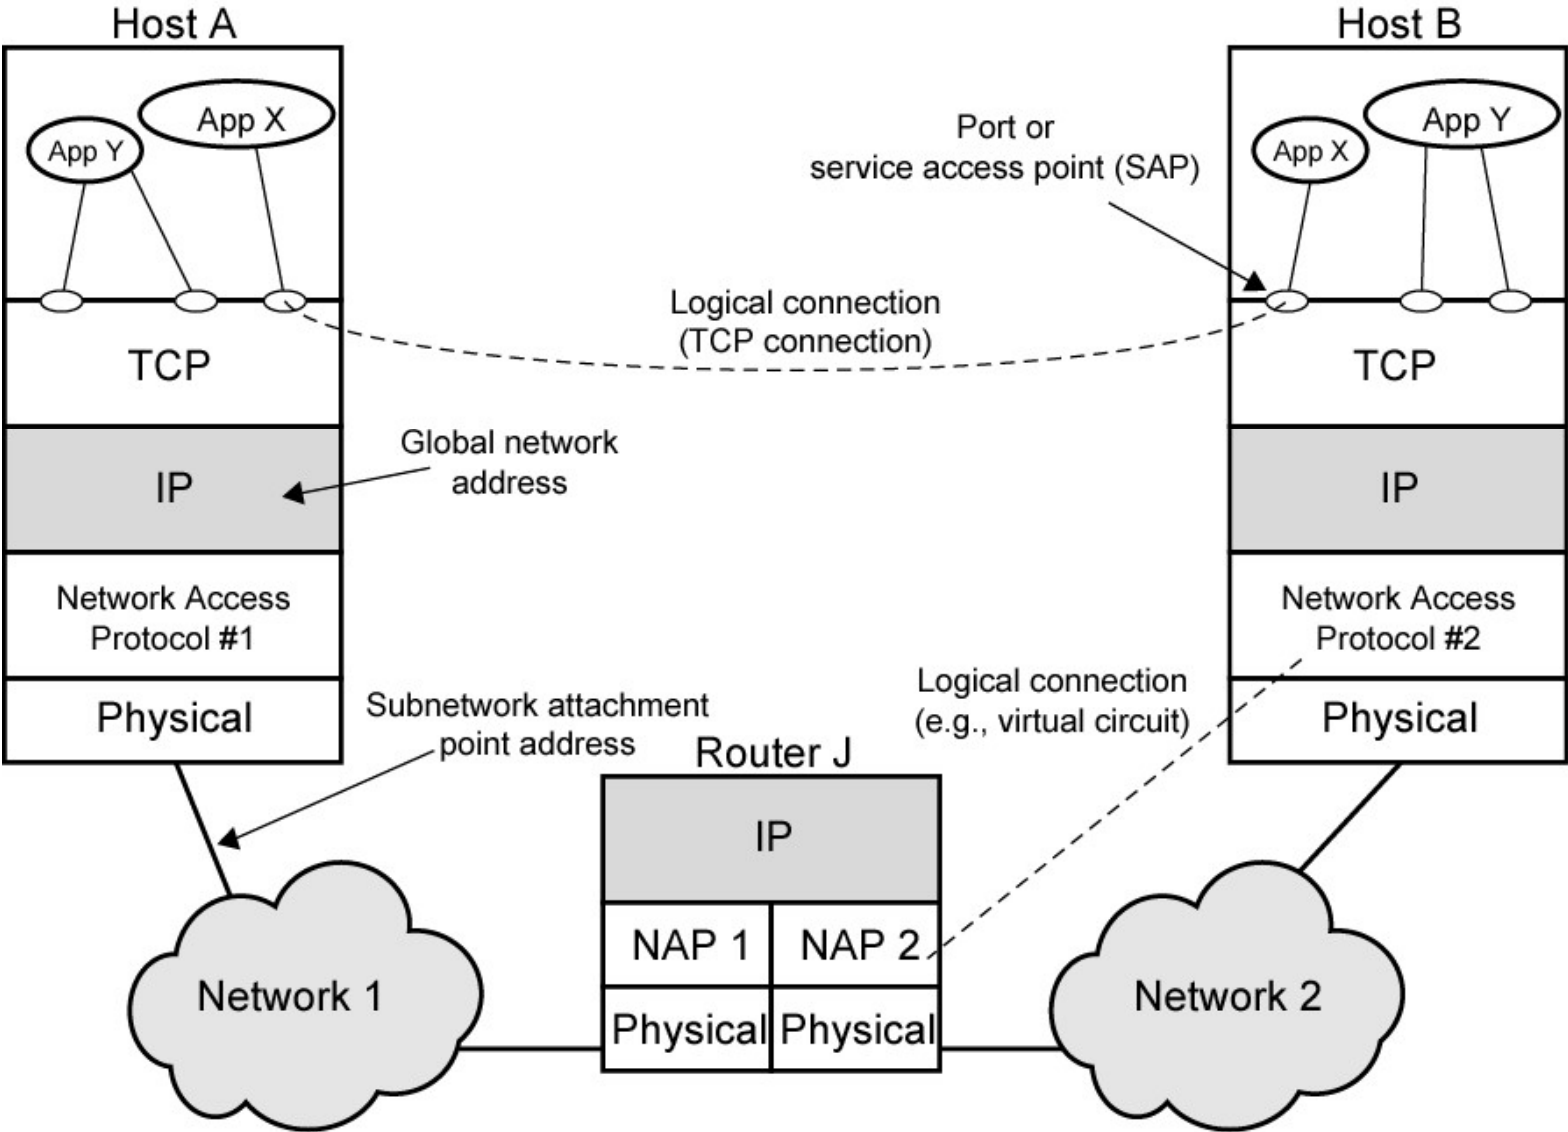 Host A
Host B
App X
App Y
App Y
App X
Port or
service access point (SAP)
Logical connection
(TCP connection)
TCP
TCP
Global network
address
IP
IP
Network Access
Protocol #1
Network Access
Protocol #2
Logical connection
(e.g., virtual circuit)
Physical
Physical
Subnetwork attachment
point address
Router J
IP
NAP 1
NAP 2
Network 1
Network 2
Physical
Physical